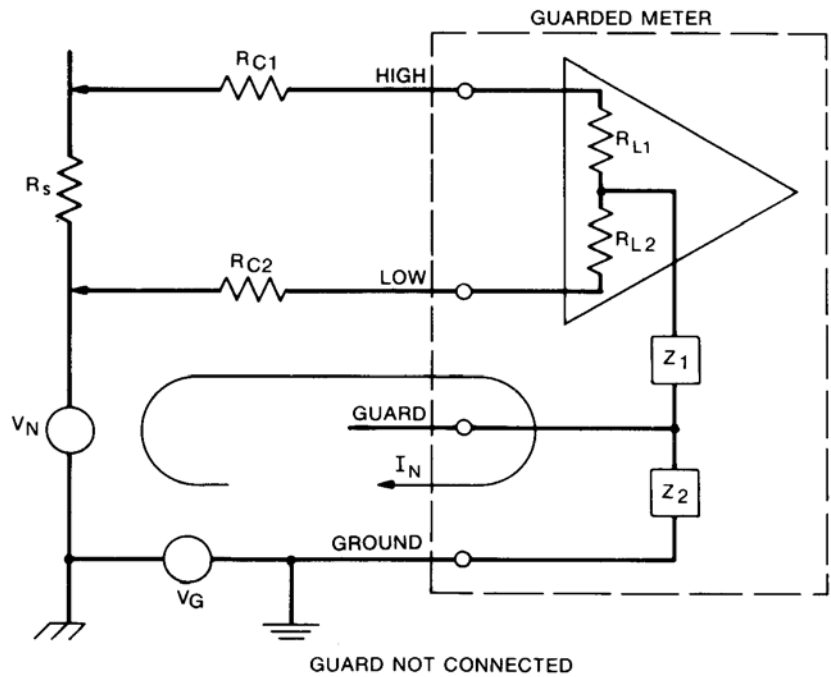 GUARDED METER
RC1
HIGH
RL1
Rs
RL2
RC2
LOW
Z1
GUARD
VN
IN
Z2
GROUND
VG
GUARD NOT CONNECTED